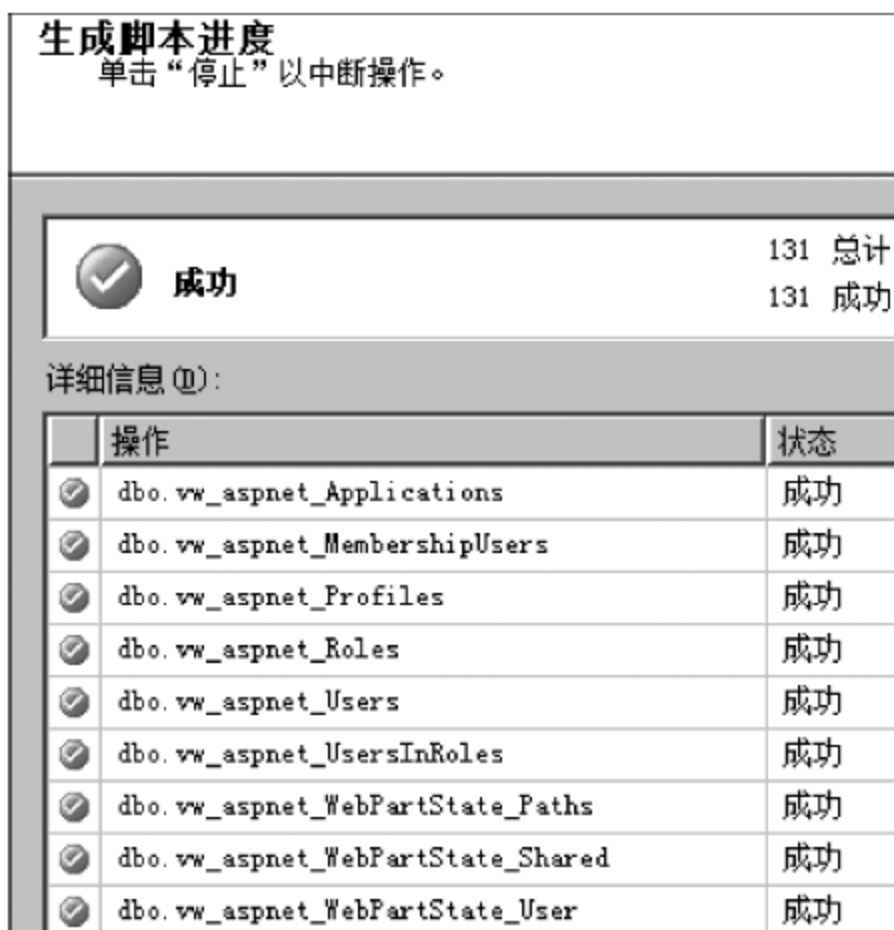 生成脚本进度
单击“停止”以中断操作。
成功
131 总计
131 成功
详细信息(D):
操作 状态
dbo.vw_aspnet_Applications 成功
dbo.vw_aspnet_MembershipUsers 成功
dbo.vw_aspnet_Profiles 成功
dbo.vw_aspnet_Roles 成功
dbo.vw_aspnet_Users 成功
dbo.vw_aspnet_UsersInRoles 成功
dbo.vw_aspnet_WebPartState_Paths 成功
dbo.vw_aspnet_WebPartState_Shared 成功
dbo.vw_aspnet_WebPartState_User 成功